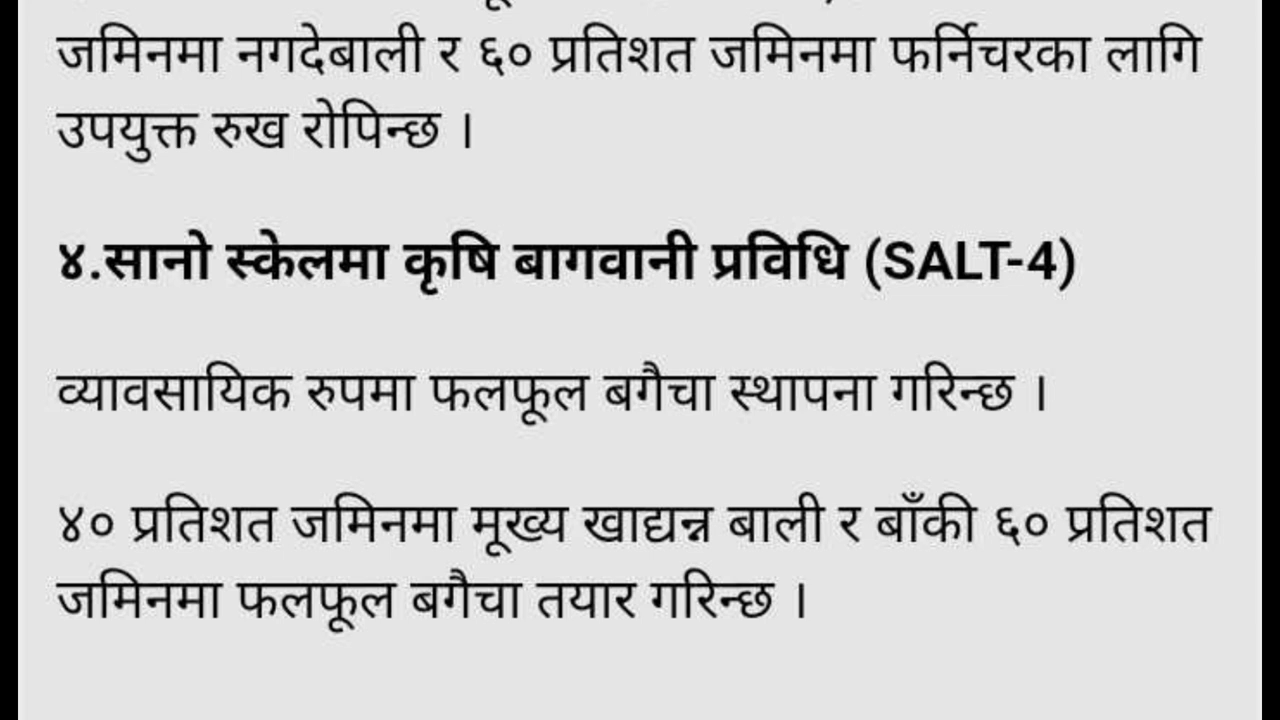 जमिनमा नगदेबाली र ६० प्रतिशत जमिनमा फर्निचरका लागि
उपयुक्त रुख रोपिन्छ ।
४.सानो स्केलमा कृषि बागवानी प्रविधि (SALT-4)
व्यावसायिक रुपमा फलफूल बगैचा स्थापना गरिन्छ ।
४० प्रतिशत जमिनमा मूख्य खाद्यन्न बाली र बाँकी ६० प्रतिशत
जमिनमा फलफूल बगैचा तयार गरिन्छ ।